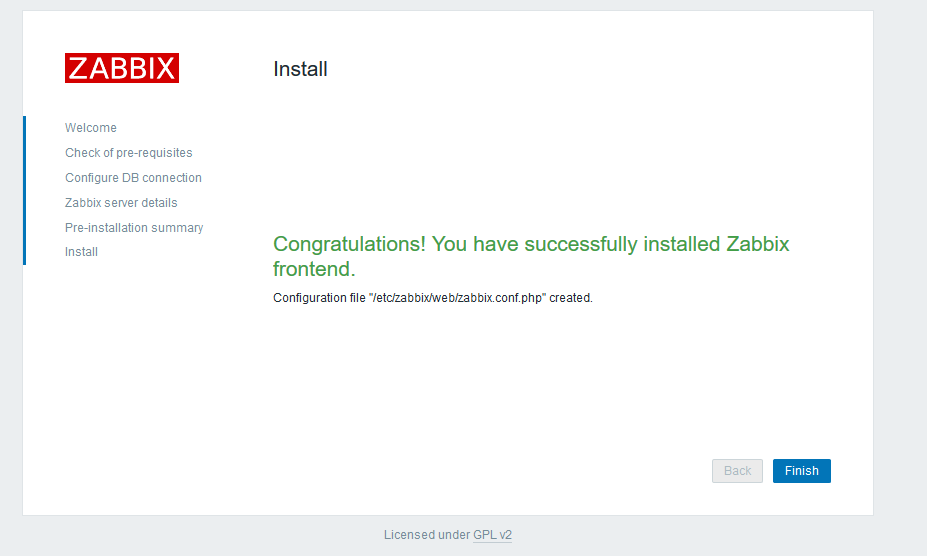 ZABBIX
Install
Welcome
Check of pre-requisites
Configure DB connection
Zabbix server details
Pre-installation summary
Install
Congratulations! You have successfully installed Zabbix
frontend.
Configuration file "/etc/zabbix/web/zabbix.conf.php" created.
Back
Finish
Licensed under GPL v2